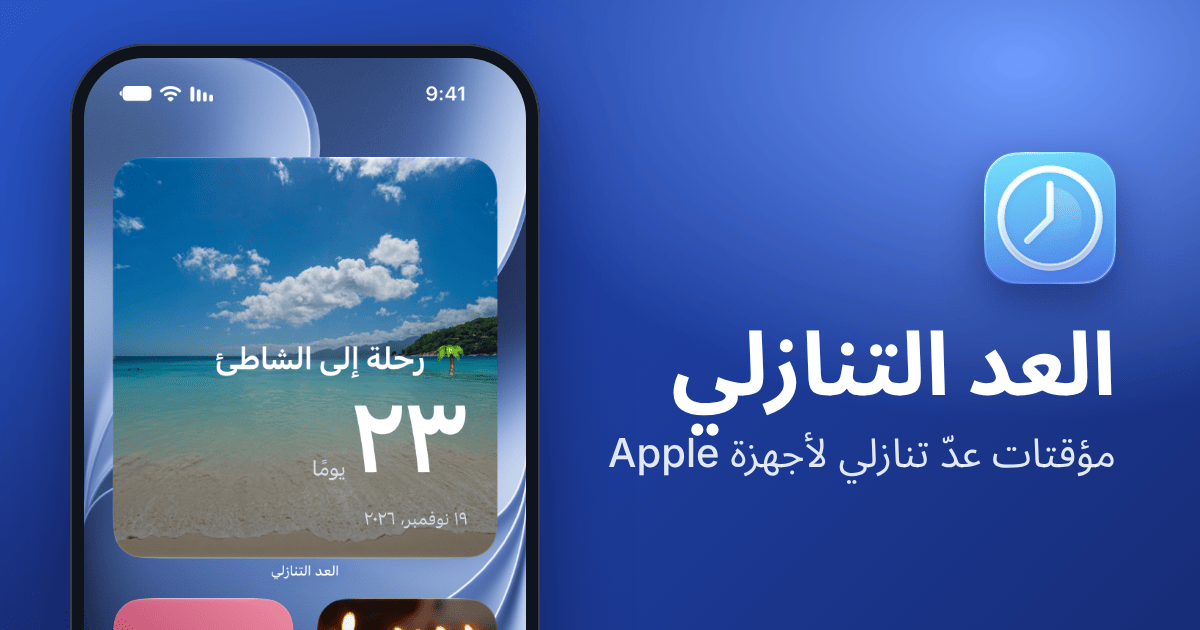 9:41
🌴 رحلة إلى الشاطئ
٢٣ يومًا
١٩ نوفمبر، ٢٠٢٦
العد التنازلي
العد التنازلي
مؤقتات عدّ تنازلي لأجهزة Apple